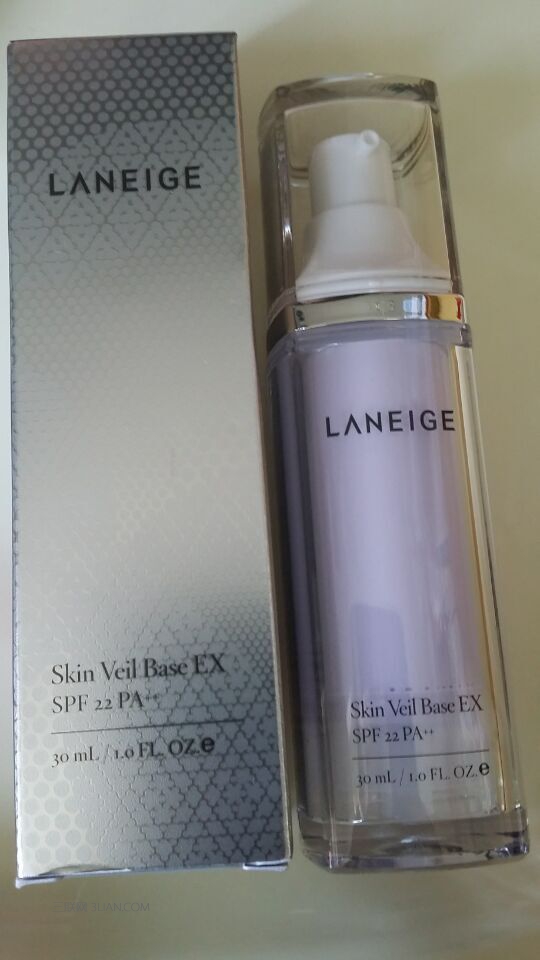 LANEIGE
Skin Veil Base EX
SPF 22 PA++
30 mL / 1.0 FL. OZ.e
LANEIGE
Skin Veil Base EX
SPF 22 PA++
30 mL / 1.0 FL. OZ.e